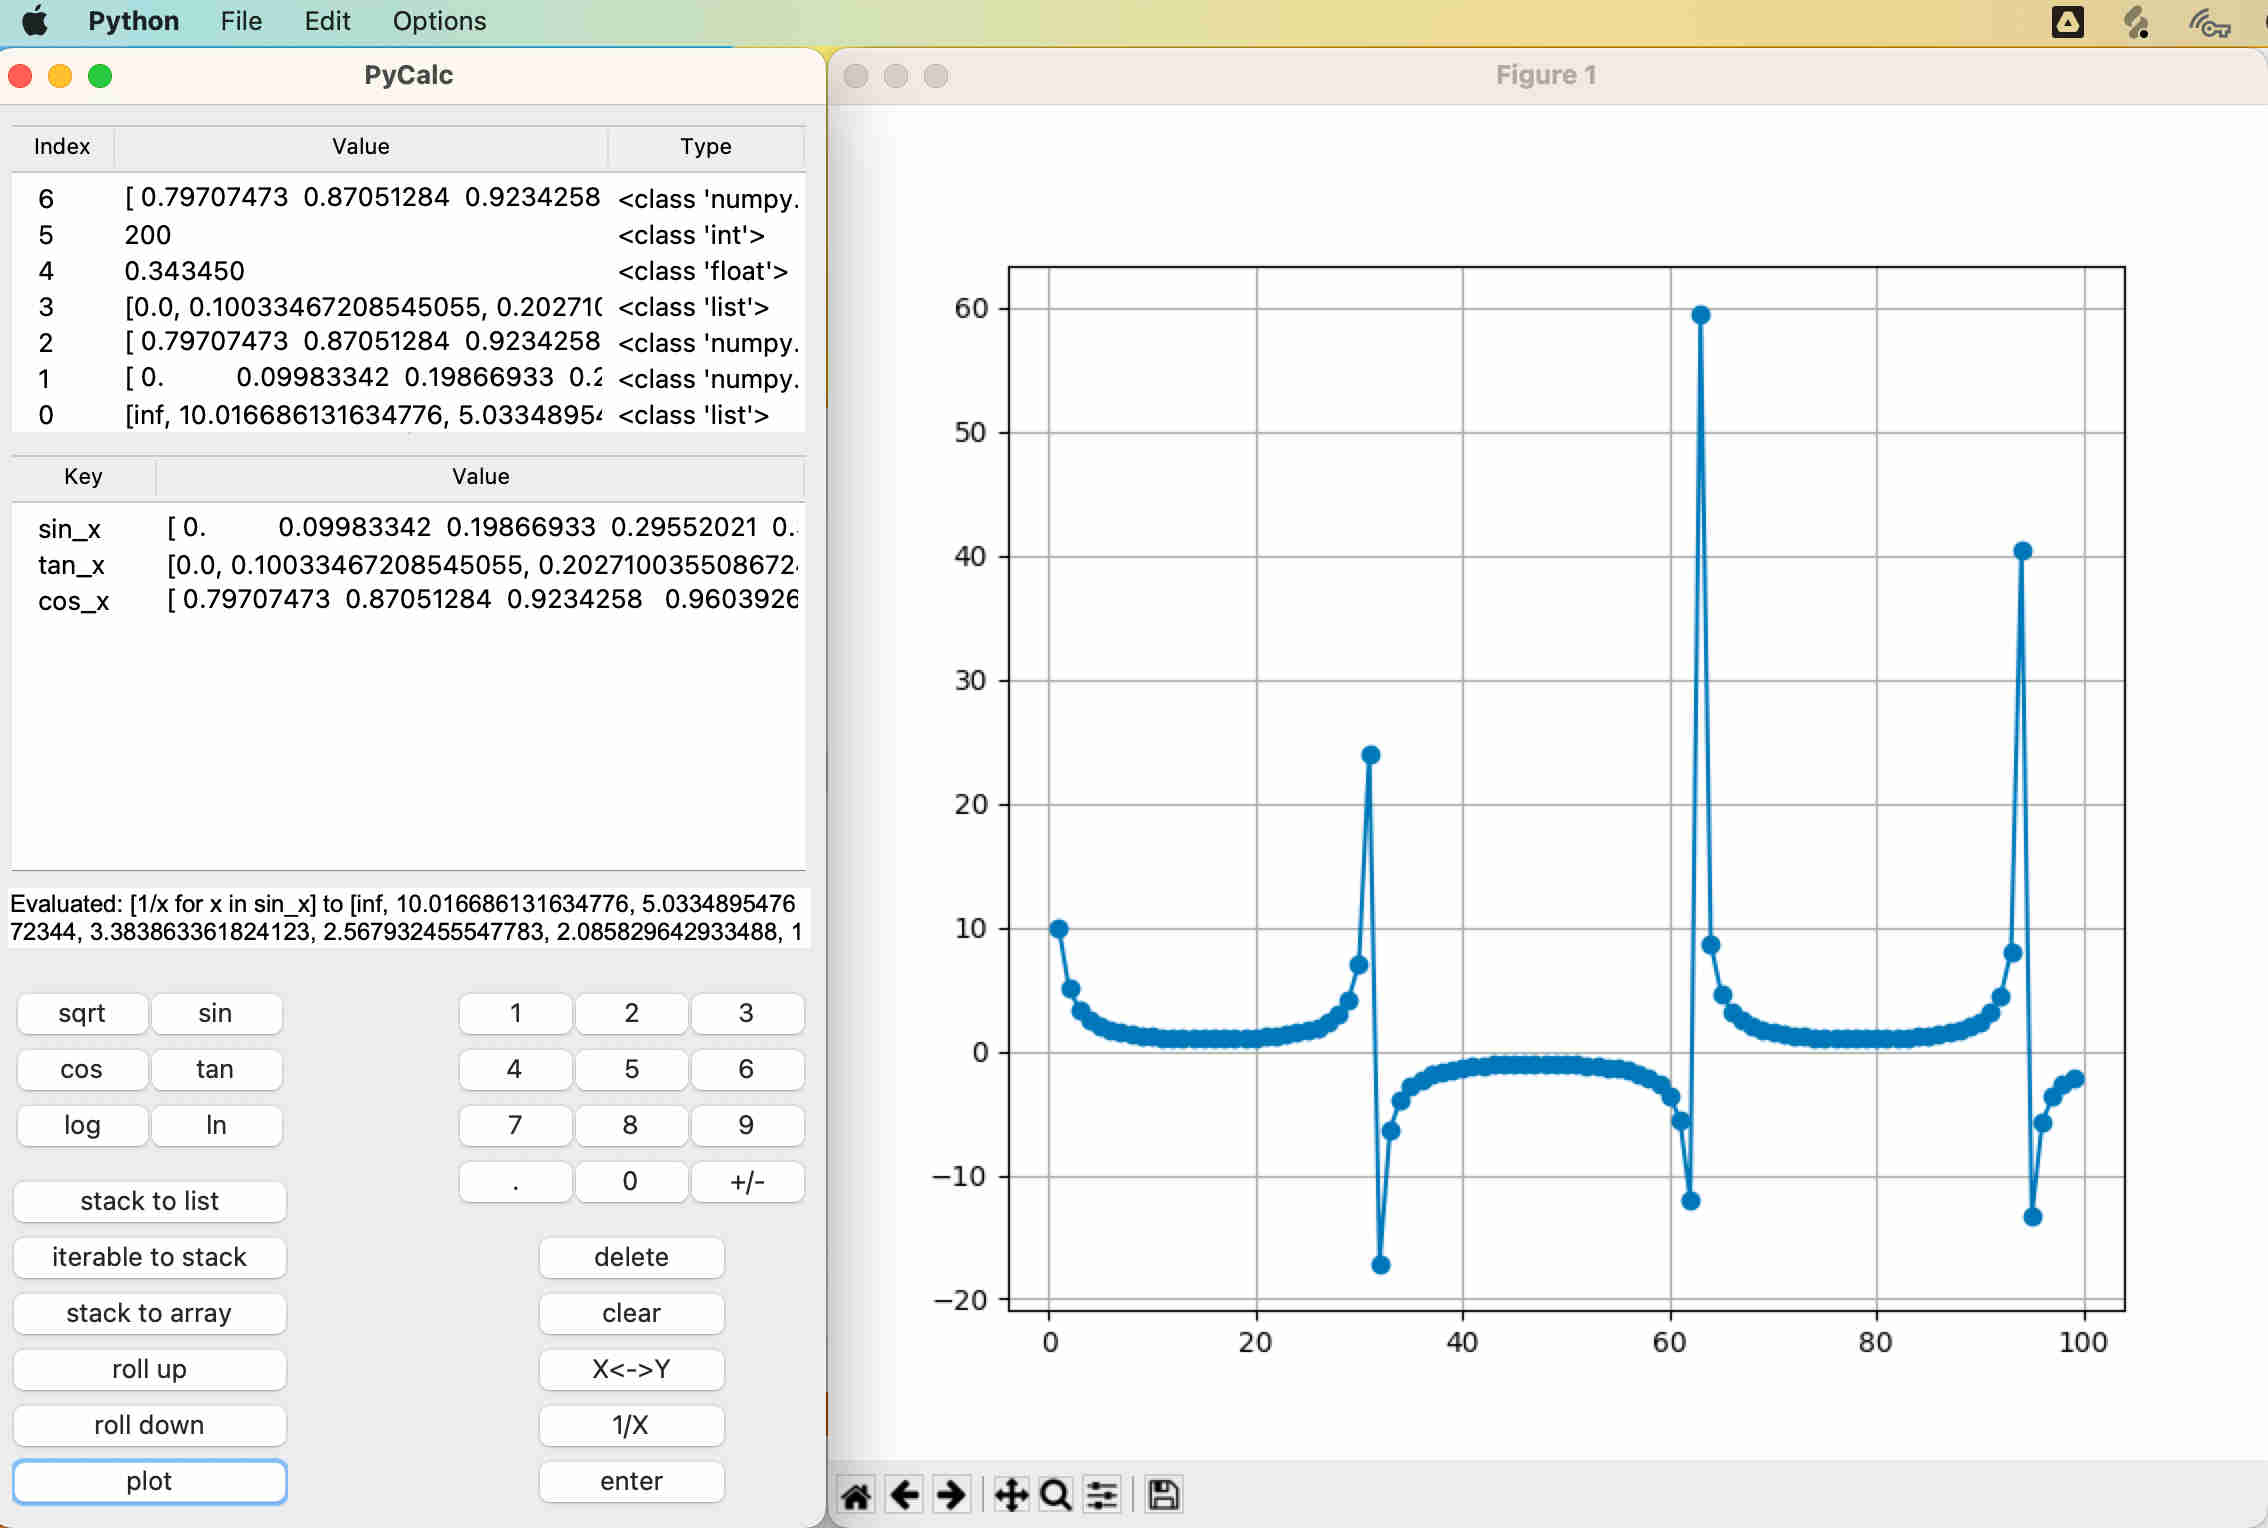 Python File Edit Options
PyCalc
Figure 1
Index Value Type
6 [ 0.79707473 0.87051284 0.9234258 <class 'numpy.
5 200 <class 'int'>
4 0.343450 <class 'float'>
3 [0.0, 0.10033467208545055, 0.202710 <class 'list'>
2 [ 0.79707473 0.87051284 0.9234258 <class 'numpy.
1 [ 0. 0.09983342 0.19866933 0.2 <class 'numpy.
0 [inf, 10.016686131634776, 5.03348954 <class 'list'>
Key Value
sin_x [ 0. 0.09983342 0.19866933 0.29552021 0.
tan_x [0.0, 0.10033467208545055, 0.2027100355086724
cos_x [ 0.79707473 0.87051284 0.9234258 0.9603926
Evaluated: [1/x for x in sin_x] to [inf, 10.016686131634776, 5.0334895476
72344, 3.383863361824123, 2.567932455547783, 2.085829642933488, 1
sqrt sin 1 2 3
cos tan 4 5 6
log ln 7 8 9
. 0 +/-
stack to list
iterable to stack delete
stack to array clear
roll up X<->Y
roll down 1/X
plot enter
60
50
40
30
20
10
0
−10
−20
0 20 40 60 80 100